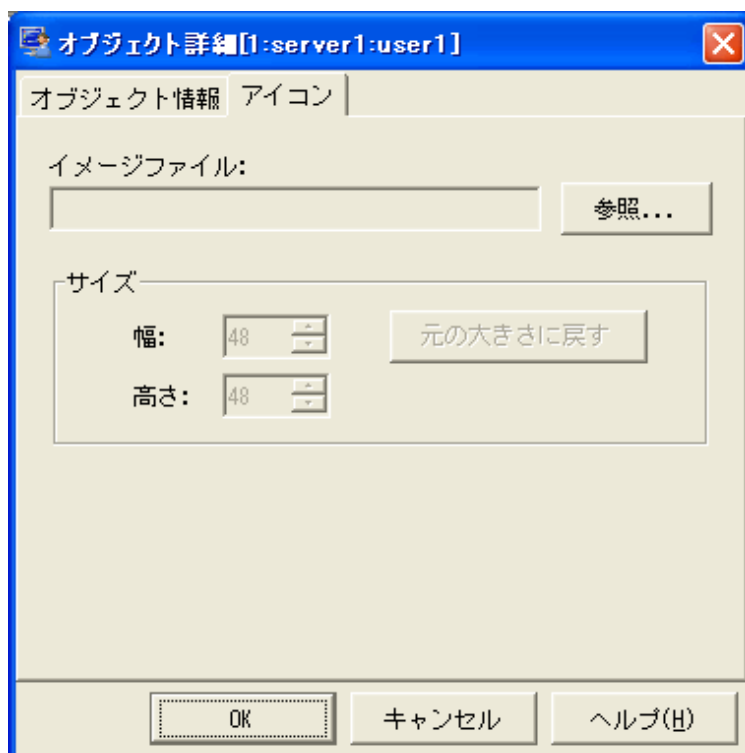 オブジェクト詳細[1:server1:user1]
オブジェクト情報 アイコン
イメージファイル:
参照...
サイズ
幅: 48 元の大きさに戻す
高さ: 48
OK キャンセル ヘルプ(H)